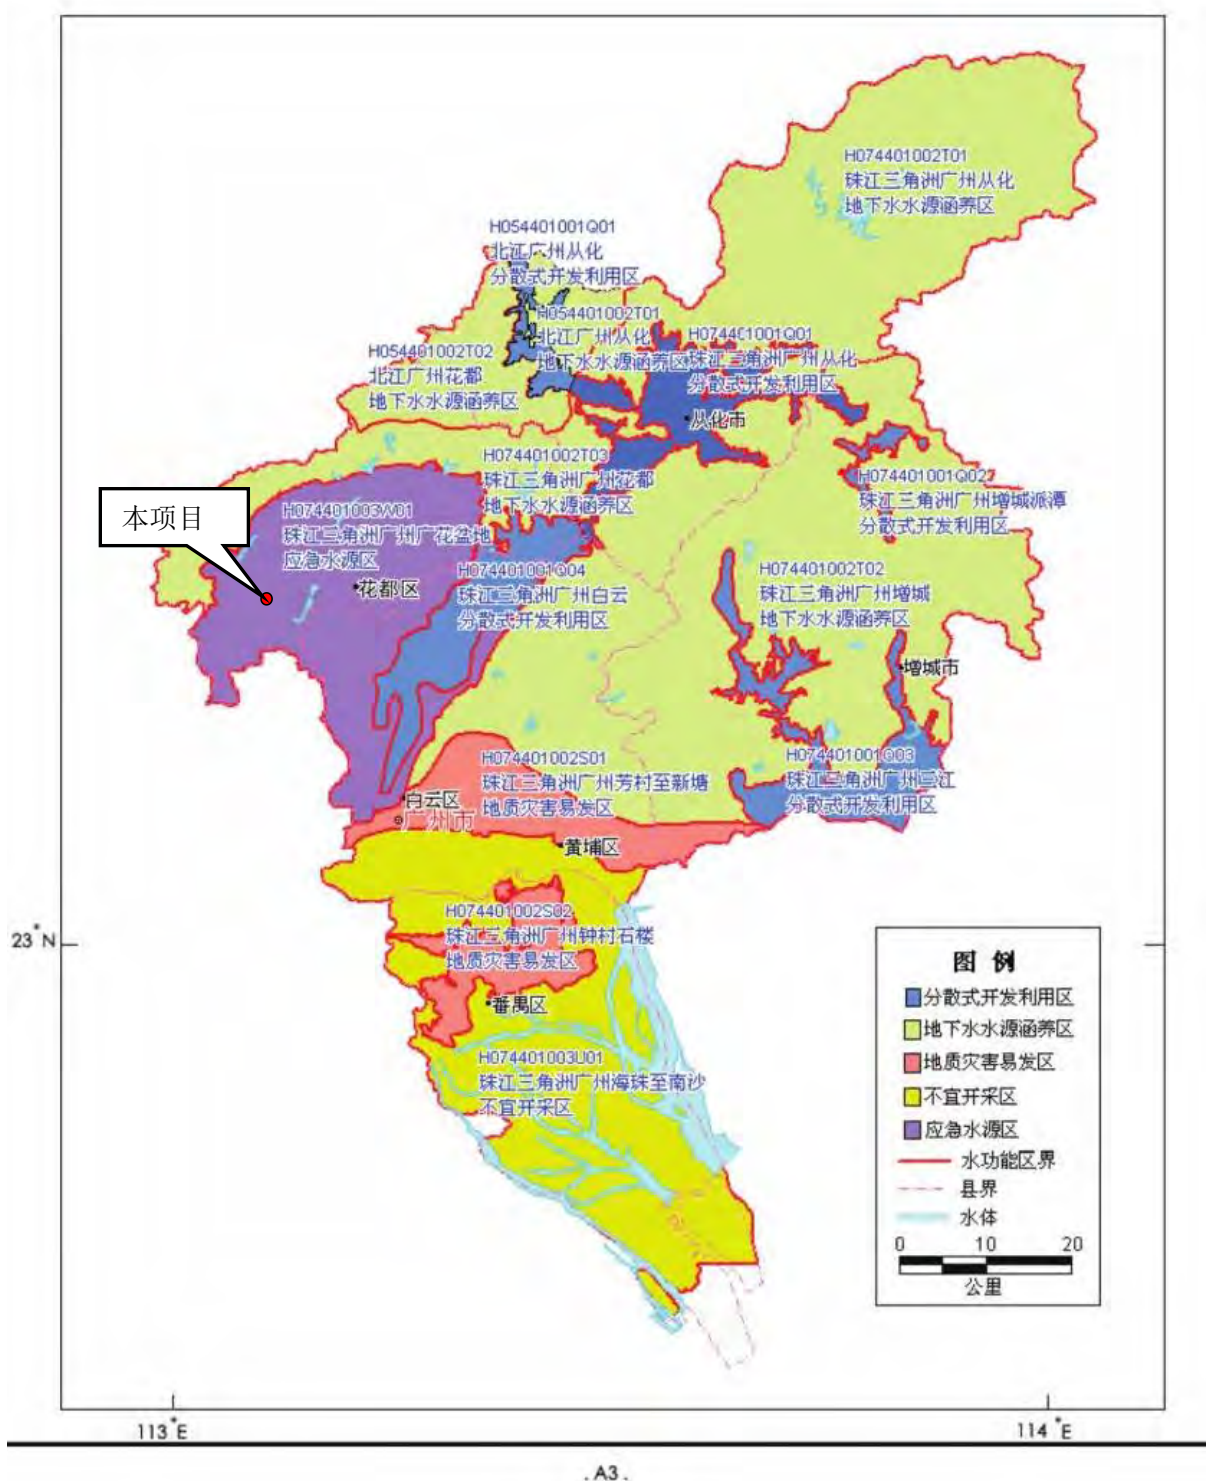 H074401002T01
珠江三角洲广州从化
地下水水源涵养区
H054401001Q01
北江广州从化
分散式开发利用区
H054401002T01
北江广州从化
地下水水源涵养区
H074401001Q01
珠江三角洲广州从化
分散式开发利用区
H054401002T02
北江广州花都
地下水水源涵养区
从化市
H074401002T03
珠江三角洲广州花都
地下水水源涵养区
H074401001Q02
珠江三角洲广州增城派潭
分散式开发利用区
本项目
H074401003W01
珠江三角洲广州广花盆地
应急水源区
花都区
H074401001Q04
珠江三角洲广州白云
分散式开发利用区
H074401002T02
珠江三角洲广州增城
地下水水源涵养区
增城市
H074401002S01
珠江三角洲广州芳村至新塘
地质灾害易发区
H074401001Q03
珠江三角洲广州三江
分散式开发利用区
白云区
广州市
黄埔区
H074401002S02
珠江三角洲广州钟村石楼
地质灾害易发区
番禺区
H074401003U01
珠江三角洲广州海珠至南沙
不宜开采区
23°N
图 例
分散式开发利用区
地下水水源涵养区
地质灾害易发区
不宜开采区
应急水源区
水功能区界
县界
水体
0 10 20
公里
113°E 114°E
. A3 .